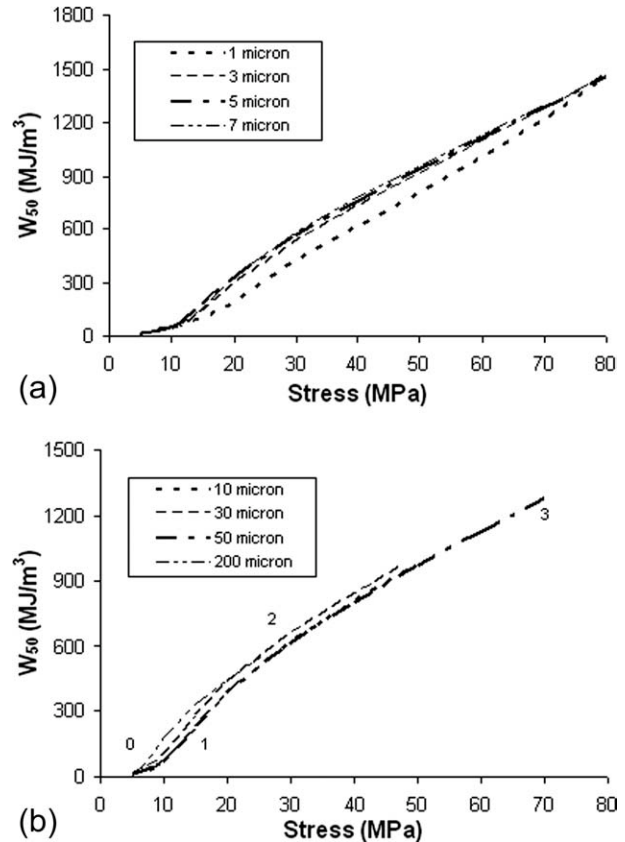 1800
1500
1200
900
600
300
0
W50 (MJ/m³)
1 micron
3 micron
5 micron
7 micron
0 10 20 30 40 50 60 70 80
Stress (MPa)
(a)
1500
1200
900
600
300
0
W50 (MJ/m³)
10 micron
30 micron
50 micron
200 micron
0
1
2
3
0 10 20 30 40 50 60 70 80
Stress (MPa)
(b)